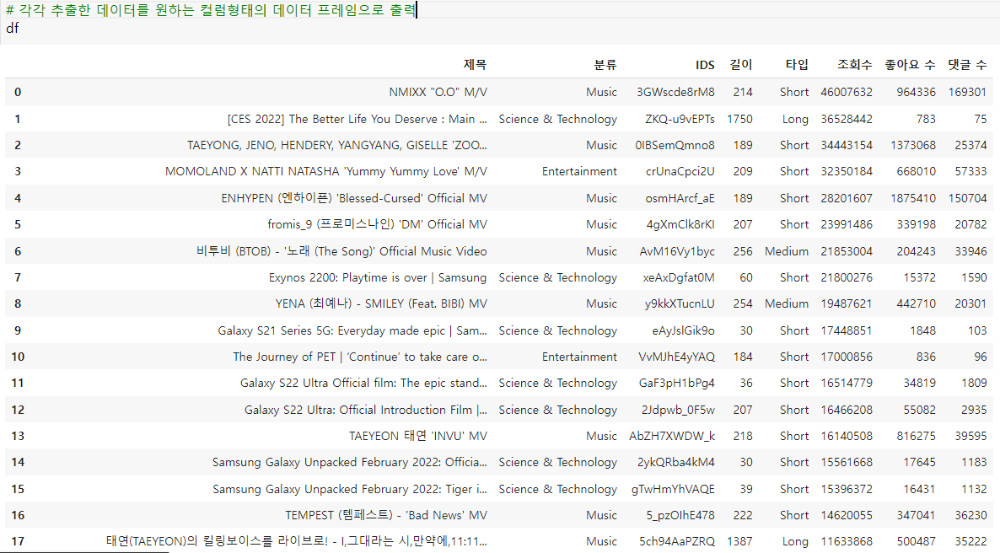 # 각각 추출한 데이터를 원하는 컬럼형태의 데이터 프레임으로 출력
df
제목 분류 IDS 길이 타입 조회수 좋아요 수 댓글 수
0 NMIXX "O.O" M/V Music 3GWscde8rM8 214 Short 46007632 964336 169301
1 [CES 2022] The Better Life You Deserve : Main ... Science & Technology ZKQ-u9vEPTs 1750 Long 36528442 783 75
2 TAEYONG, JENO, HENDERY, YANGYANG, GISELLE 'ZOO... Music 0IBSemQmno8 189 Short 34443154 1373068 25374
3 MOMOLAND X NATTI NATASHA 'Yummy Yummy Love' M/V Entertainment crUnaCpci2U 209 Short 32350184 668010 57333
4 ENHYPEN (엔하이픈) 'Blessed-Cursed' Official MV Music osmHArcf_aE 189 Short 28201607 1875410 150704
5 fromis_9 (프로미스나인) 'DM' Official MV Music 4gXmClk8rKI 207 Short 23991486 339198 20782
6 비투비 (BTOB) - '노래 (The Song)' Official Music Video Music AvM16Vy1byc 256 Medium 21853004 204243 33946
7 Exynos 2200: Playtime is over | Samsung Science & Technology xeAxDgfat0M 60 Short 21800276 15372 1590
8 YENA (최예나) - SMILEY (Feat. BIBI) MV Music y9kkXTucnLU 254 Medium 19487621 442710 20301
9 Galaxy S21 Series 5G: Everyday made epic | Sam... Science & Technology eAyJslGik9o 30 Short 17448851 1848 103
10 The Journey of PET | ‘Continue’ to take care o... Entertainment VvMJhE4yYAQ 184 Short 17000856 836 96
11 Galaxy S22 Ultra Official film: The epic stand... Science & Technology GaF3pH1bPg4 36 Short 16514779 34819 1809
12 Galaxy S22 Ultra: Official Introduction Film |... Science & Technology 2Jdpwb_0F5w 207 Short 16466208 55082 2935
13 TAEYEON 태연 'INVU' MV Music AbZH7XWDW_k 218 Short 16140508 816275 39595
14 Samsung Galaxy Unpacked February 2022: Officia... Science & Technology 2ykQRba4kM4 30 Short 15561668 17645 1183
15 Samsung Galaxy Unpacked February 2022: Tiger i... Science & Technology gTwHmYhVAQE 39 Short 15396372 16431 1132
16 TEMPEST (템페스트) - 'Bad News' MV Music 5_pzOIhE478 222 Short 14620055 347041 36230
17 태연(TAEYEON)의 킬링보이스를 라이브로! - I,그대라는 시,만약에,11:11... Music 5ch94AaPZRQ 1387 Long 11633868 500487 35222